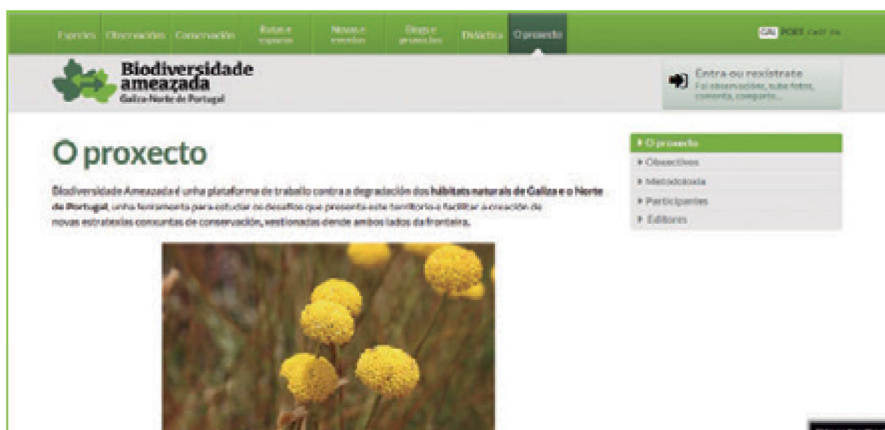 Especies Observacións Conservación Rutas e espazos Novas e eventos Blogs e proxectos Didáctica O proxecto
GAL PORT CAST EN
Biodiversidade
ameazada
Galiza-Norte de Portugal
Entra ou rexístrate
Fai observacións, sube fotos,
comenta, comparte...
O proxecto
Biodiversidade Ameazada é unha plataforma de traballo contra a degradación dos hábitats naturais de Galiza e o Norte
de Portugal, unha ferramenta para estudar os desafíos que presenta este territorio e facilitar a creación de
novas estratexias conxuntas de conservación, xestionadas dende ambos lados da fronteira.
O proxecto
Obxectivos
Metodoloxía
Participantes
Editores